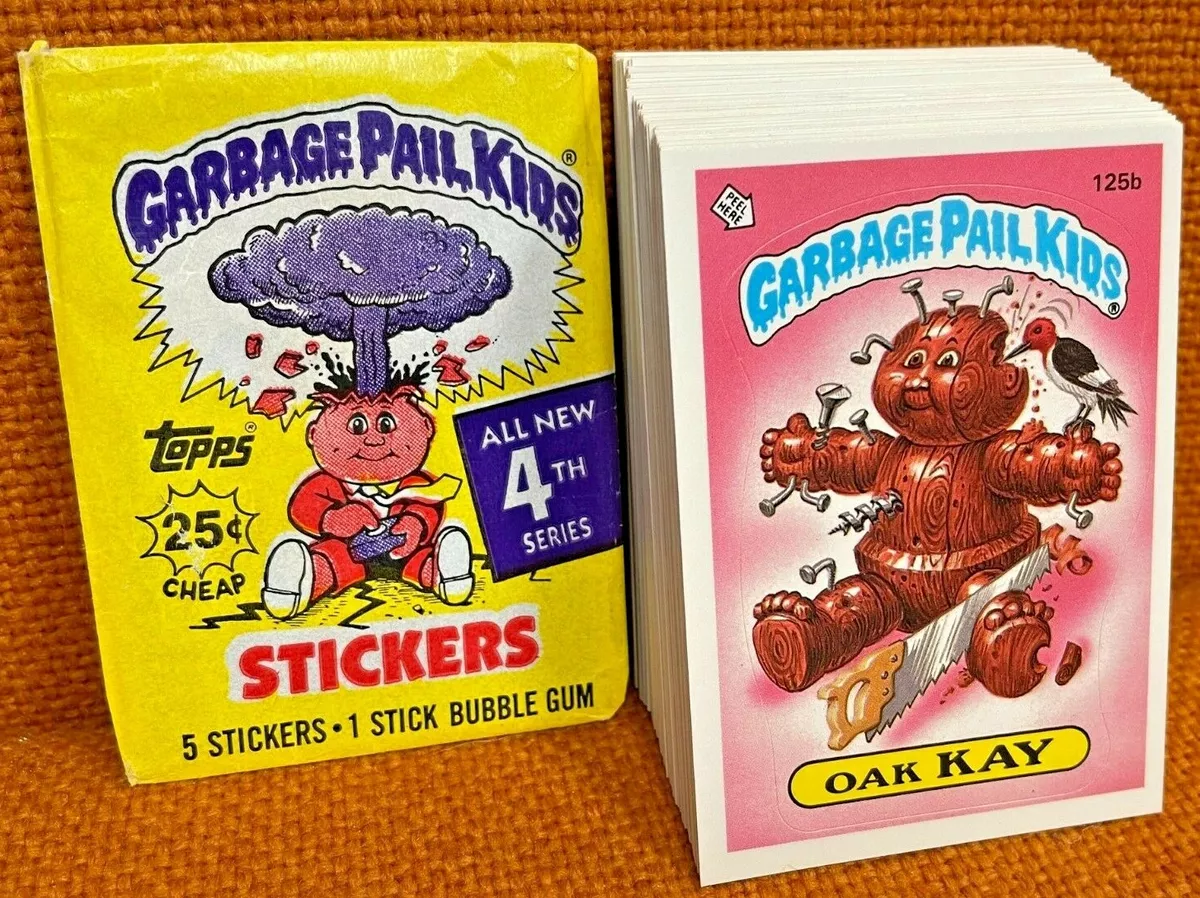 GARBAGE PAIL KIDS®
topps®
25¢
CHEAP
ALL NEW
4TH
SERIES
STICKERS
5 STICKERS • 1 STICK BUBBLE GUM
PEEL
HERE
125b
GARBAGE PAIL KIDS®
OAK KAY